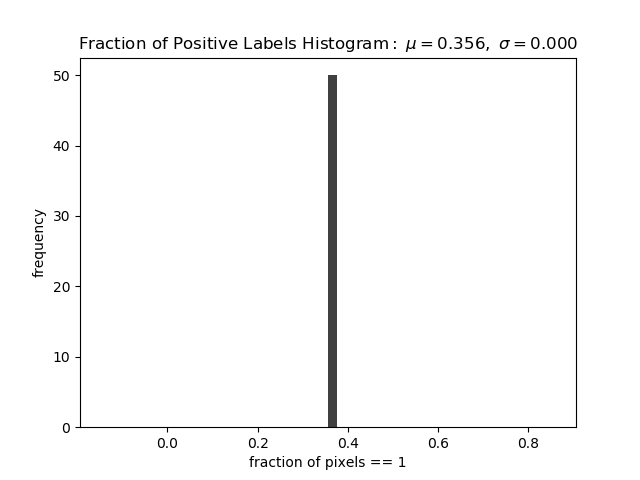 Fraction of Positive Labels Histogram : μ = 0.356, σ = 0.000
50
40
30
20
10
0
frequency
0.0 0.2 0.4 0.6 0.8
fraction of pixels == 1